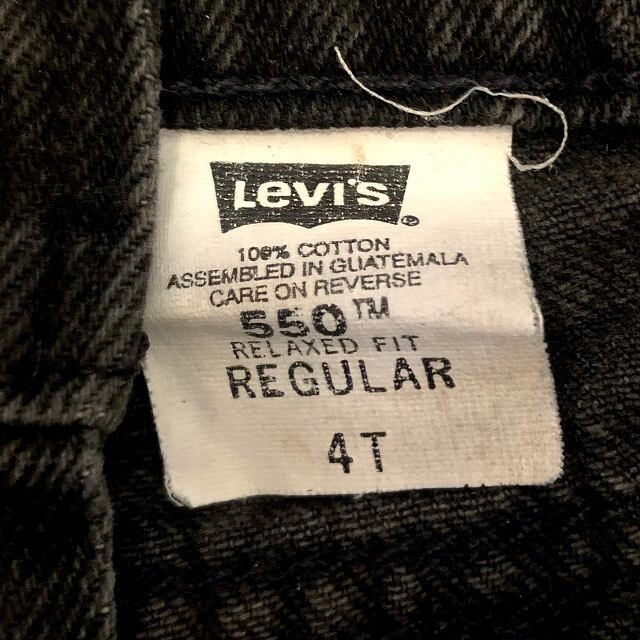 Levi's®
100% COTTON
ASSEMBLED IN GUATEMALA
CARE ON REVERSE
550™
RELAXED FIT
REGULAR
4T